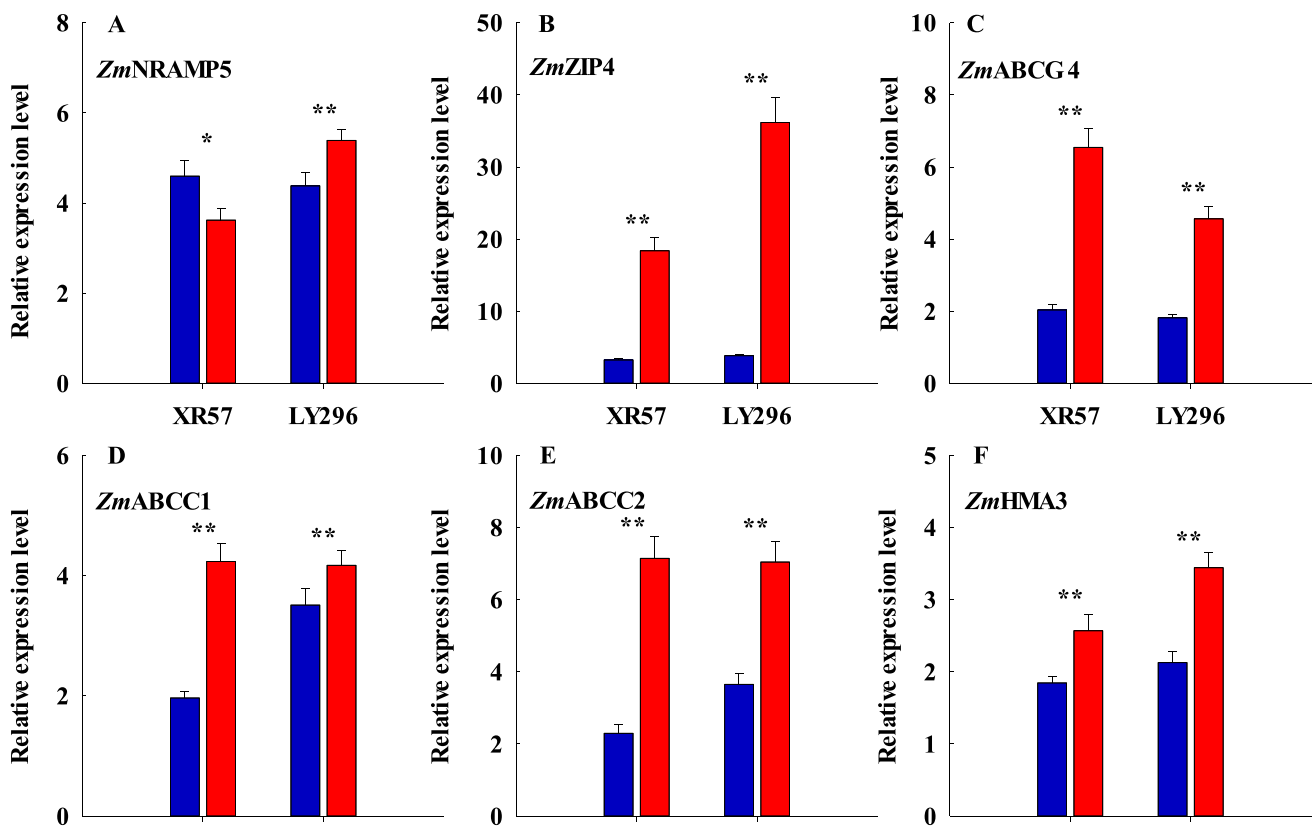 A
ZmNRAMP5
Relative expression level
8
6
4
2
0
*
**
XR57 LY296
B
ZmZIP4
Relative expression level
50
40
30
20
10
0
**
**
XR57 LY296
C
ZmABCG4
Relative expression level
10
8
6
4
2
0
**
**
XR57 LY296
D
ZmABCC1
Relative expression level
6
4
2
0
**
**
E
ZmABCC2
Relative expression level
10
8
6
4
2
0
**
**
F
ZmHMA3
Relative expression level
5
4
3
2
1
0
**
**